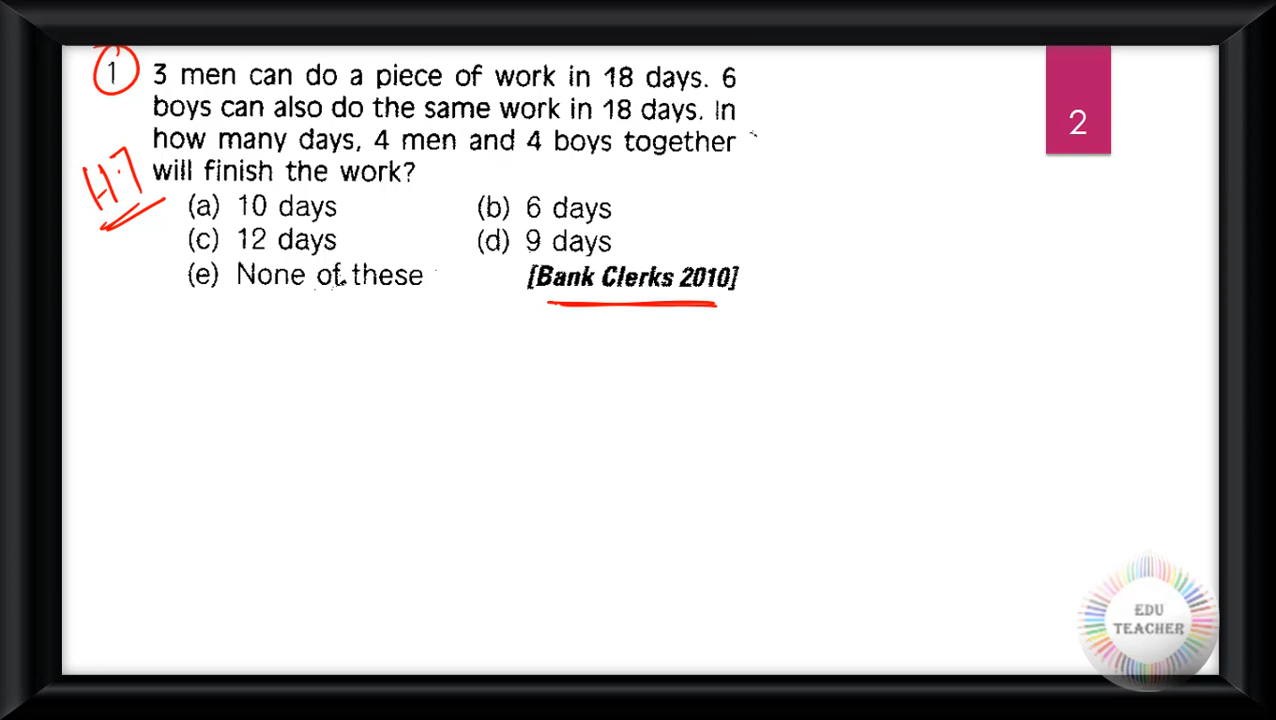 1 3 men can do a piece of work in 18 days. 6
boys can also do the same work in 18 days. In
how many days, 4 men and 4 boys together
will finish the work?
(a) 10 days (b) 6 days
(c) 12 days (d) 9 days
(e) None of these [Bank Clerks 2010]
2
EDU
TEACHER